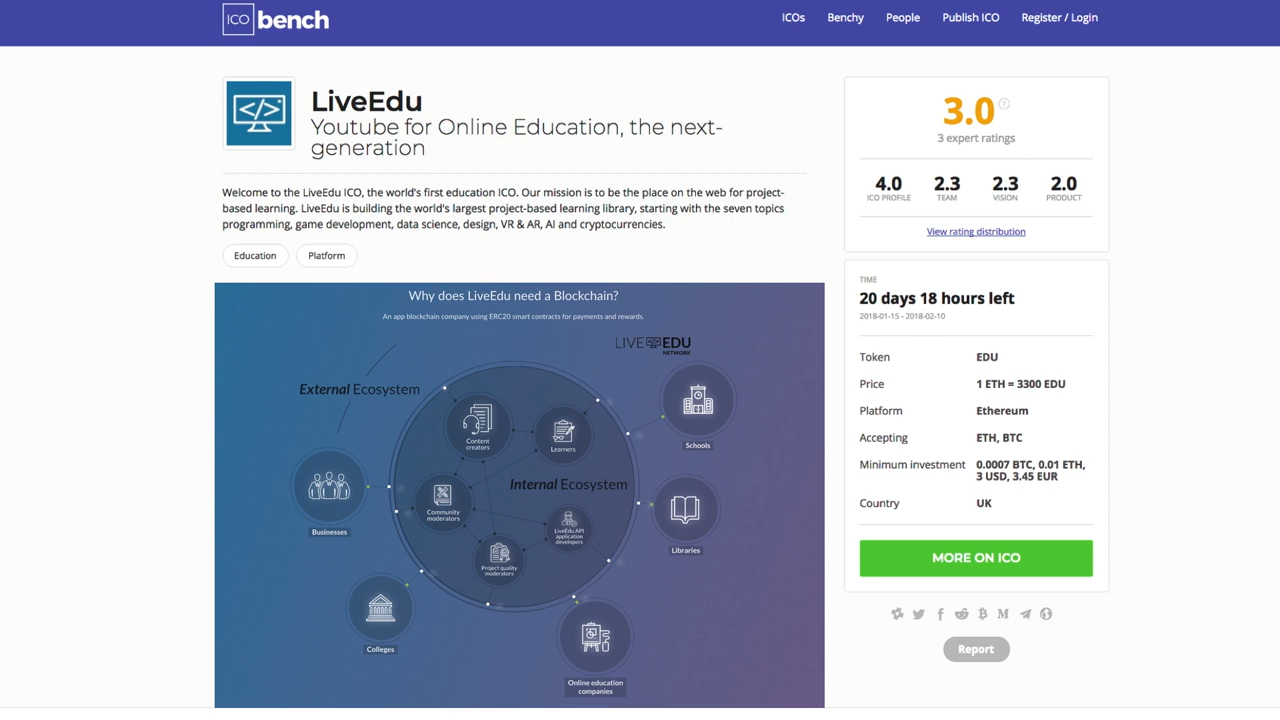 ICO bench
ICOs Benchy People Publish ICO Register / Login
LiveEdu
Youtube for Online Education, the next-
generation
Welcome to the LiveEdu ICO, the world's first education ICO. Our mission is to be the place on the web for project-
based learning. LiveEdu is building the world's largest project-based learning library, starting with the seven topics
programming, game development, data science, design, VR & AR, AI and cryptocurrencies.
Education Platform
Why does LiveEdu need a Blockchain?
An app blockchain company using ERC20 smart contracts for payments and rewards.
LIVE EDU
NETWORK
External Ecosystem
Content
creators
Learners
Schools
Internal Ecosystem
Community
moderators
LiveEdu API
application
developers
Businesses
Libraries
Project quality
moderators
Colleges
Online education
companies
3.0 ?
3 expert ratings
4.0 2.3 2.3 2.0
ICO PROFILE TEAM VISION PRODUCT
View rating distribution
TIME
20 days 18 hours left
2018-01-15 - 2018-02-10
Token EDU
Price 1 ETH = 3300 EDU
Platform Ethereum
Accepting ETH, BTC
Minimum investment 0.0007 BTC, 0.01 ETH,
3 USD, 3.45 EUR
Country UK
MORE ON ICO
Report